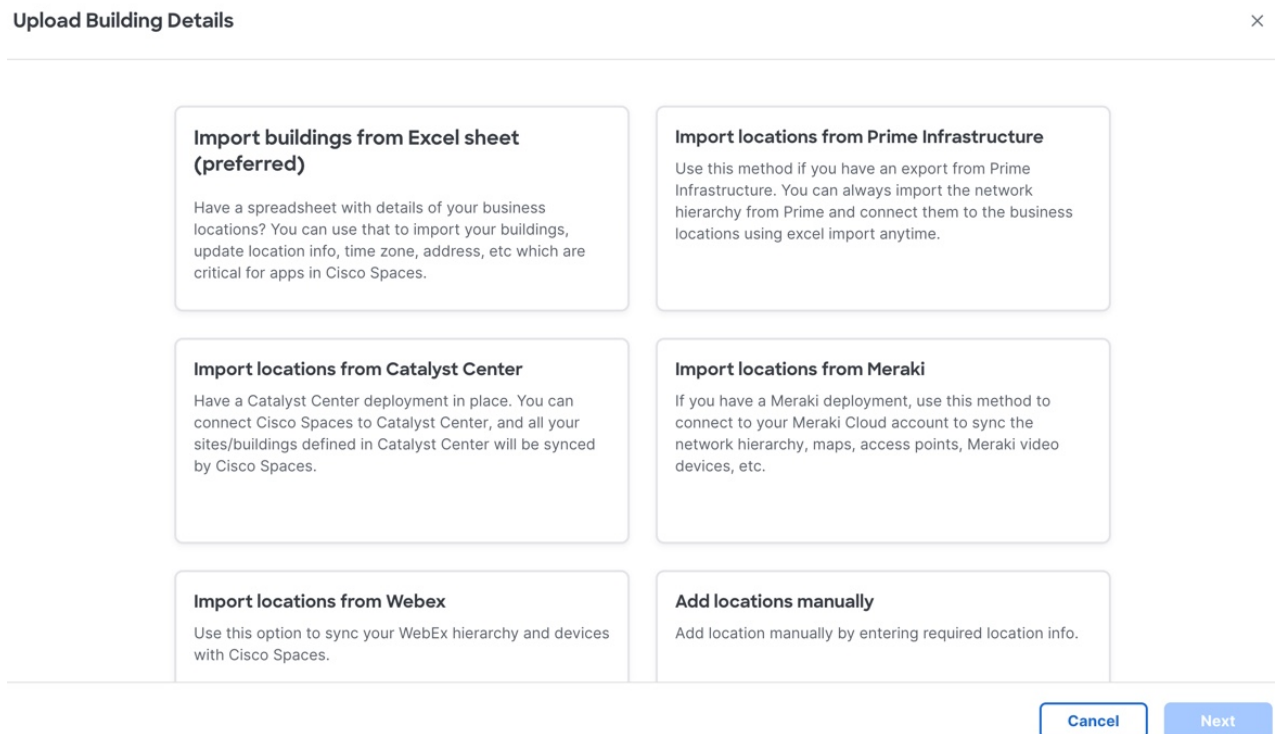 Upload Building Details
Import buildings from Excel sheet
(preferred)
Have a spreadsheet with details of your business
locations? You can use that to import your buildings,
update location info, time zone, address, etc which are
critical for apps in Cisco Spaces.
Import locations from Prime Infrastructure
Use this method if you have an export from Prime
Infrastructure. You can always import the network
hierarchy from Prime and connect them to the business
locations using excel import anytime.
Import locations from Catalyst Center
Have a Catalyst Center deployment in place. You can
connect Cisco Spaces to Catalyst Center, and all your
sites/buildings defined in Catalyst Center will be synced
by Cisco Spaces.
Import locations from Meraki
If you have a Meraki deployment, use this method to
connect to your Meraki Cloud account to sync the
network hierarchy, maps, access points, Meraki video
devices, etc.
Import locations from Webex
Use this option to sync your WebEx hierarchy and devices
with Cisco Spaces.
Add locations manually
Add location manually by entering required location info.
Cancel
Next